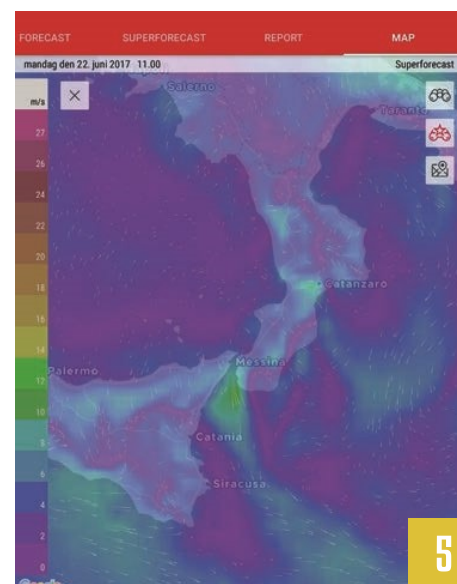 FORECAST SUPERFORECAST REPORT MAP
mandag den 22. juni 2017 11.00 Superforecast
Salerno
m/s
Taranto
27
26
24
22
20
Catanzaro
18
16
14
Messina
12
Palermo
10
8
Catania
6
Siracusa
4
2
0
Google
5